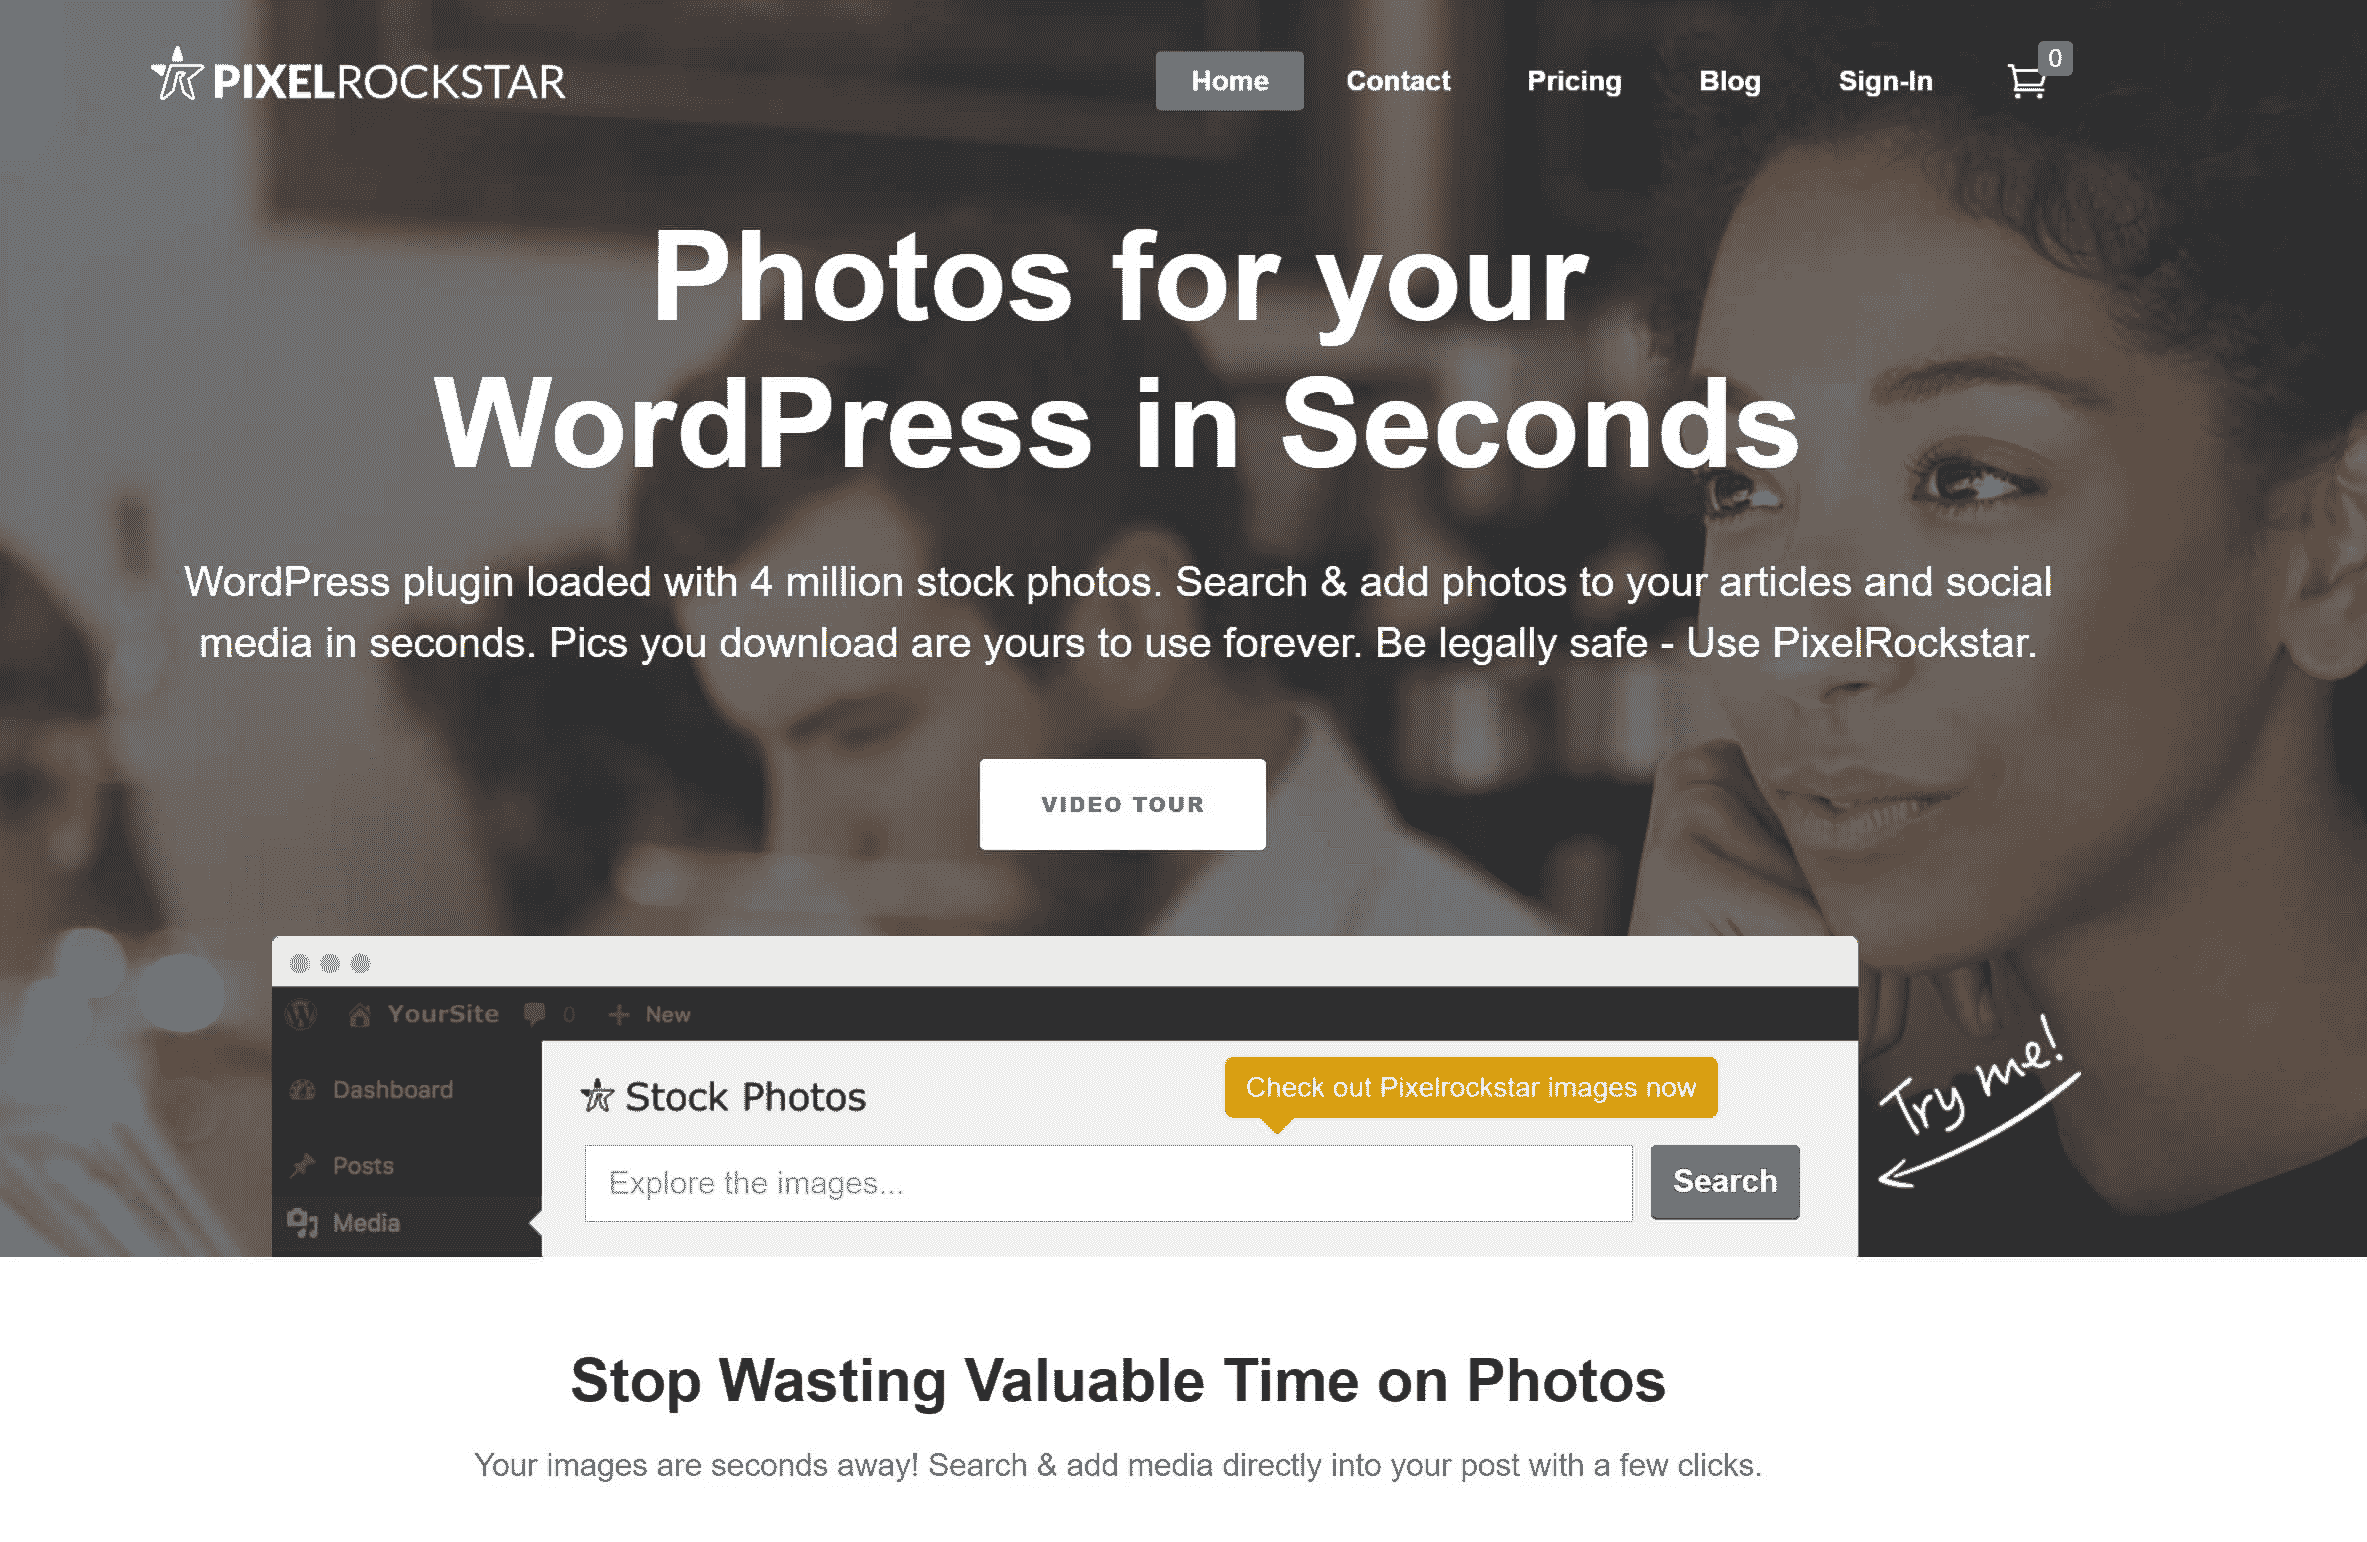 PIXELROCKSTAR
Home Contact Pricing Blog Sign-In 0
Photos for your
WordPress in Seconds
WordPress plugin loaded with 4 million stock photos. Search & add photos to your articles and social
media in seconds. Pics you download are yours to use forever. Be legally safe - Use PixelRockstar.
VIDEO TOUR
YourSite 0 New
Dashboard
Posts
Media
Stock Photos
Check out Pixelrockstar images now
Explore the images...
Search
Try me!
Stop Wasting Valuable Time on Photos
Your images are seconds away! Search & add media directly into your post with a few clicks.